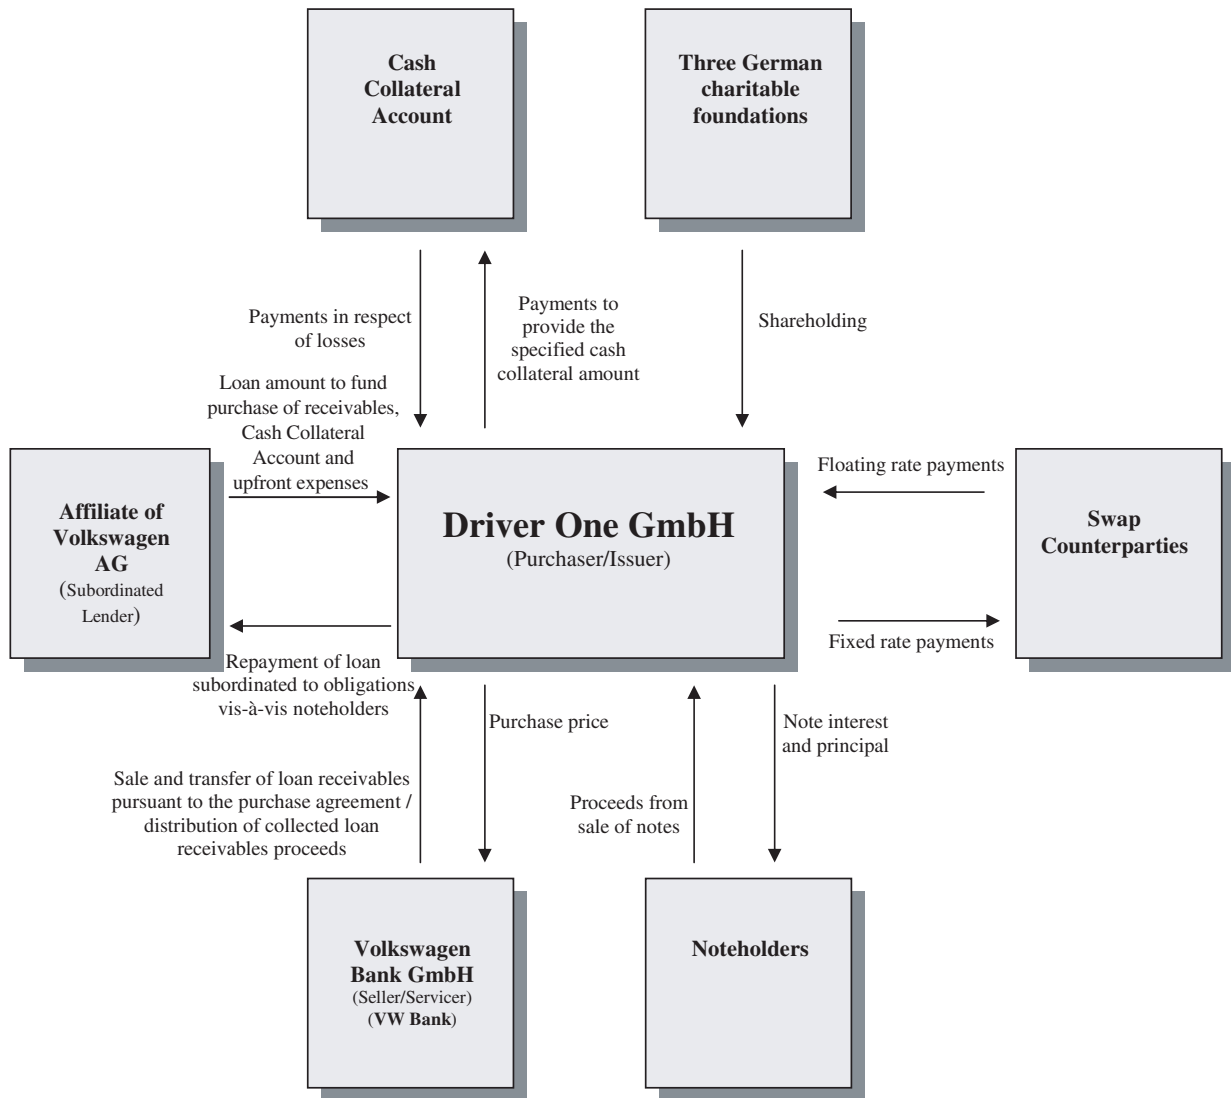 Cash
Collateral
Account
Three German
charitable
foundations
Payments in respect
of losses
Payments to
provide the
specified cash
collateral amount
Shareholding
Loan amount to fund
purchase of receivables,
Cash Collateral
Account and
upfront expenses
Affiliate of
Volkswagen
AG
(Subordinated
Lender)
Driver One GmbH
(Purchaser/Issuer)
Floating rate payments
Swap
Counterparties
Fixed rate payments
Repayment of loan
subordinated to obligations
vis-à-vis noteholders
Purchase price
Note interest
and principal
Sale and transfer of loan receivables
pursuant to the purchase agreement /
distribution of collected loan
receivables proceeds
Proceeds from
sale of notes
Volkswagen
Bank GmbH
(Seller/Servicer)
(VW Bank)
Noteholders